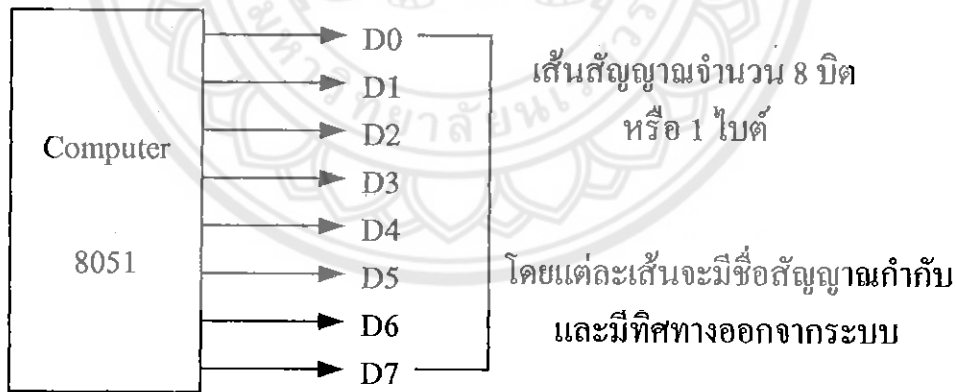 D0
D1
D2
D3
D4
D5
D6
D7
Computer
8051
เส้นสัญญาณจำนวน 8 บิต
หรือ 1 ไบต์
โดยแต่ละเส้นจะมีชื่อสัญญาณกำกับ
และมีทิศทางออกจากระบบ